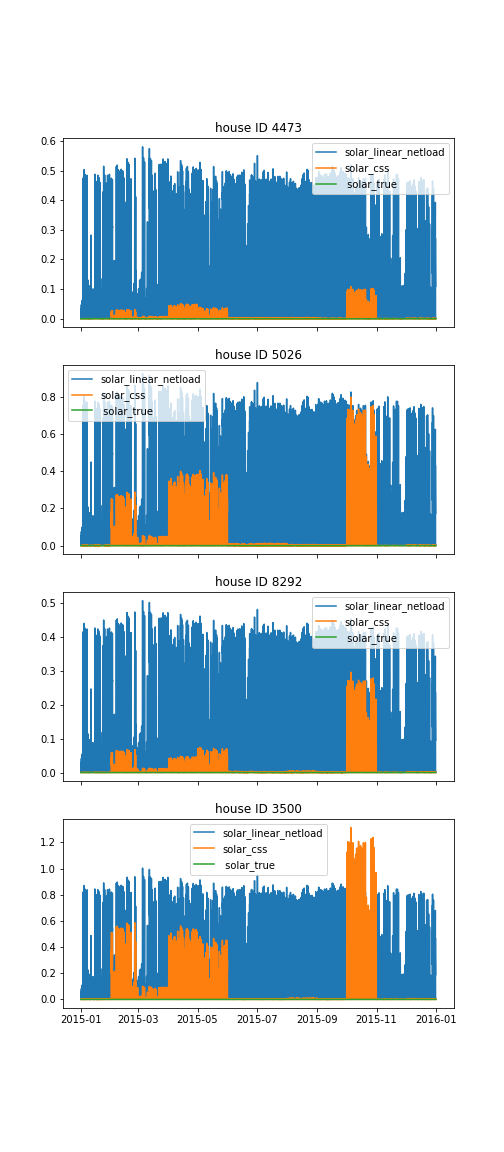 house ID 4473
0.6
0.5
0.4
0.3
0.2
0.1
0.0
solar_linear_netload
solar_css
solar_true
house ID 5026
0.8
0.6
0.4
0.2
0.0
solar_linear_netload
solar_css
solar_true
house ID 8292
0.5
0.4
0.3
0.2
0.1
0.0
solar_linear_netload
solar_css
solar_true
house ID 3500
1.2
1.0
0.8
0.6
0.4
0.2
0.0
solar_linear_netload
solar_css
solar_true
2015-01 2015-03 2015-05 2015-07 2015-09 2015-11 2016-01